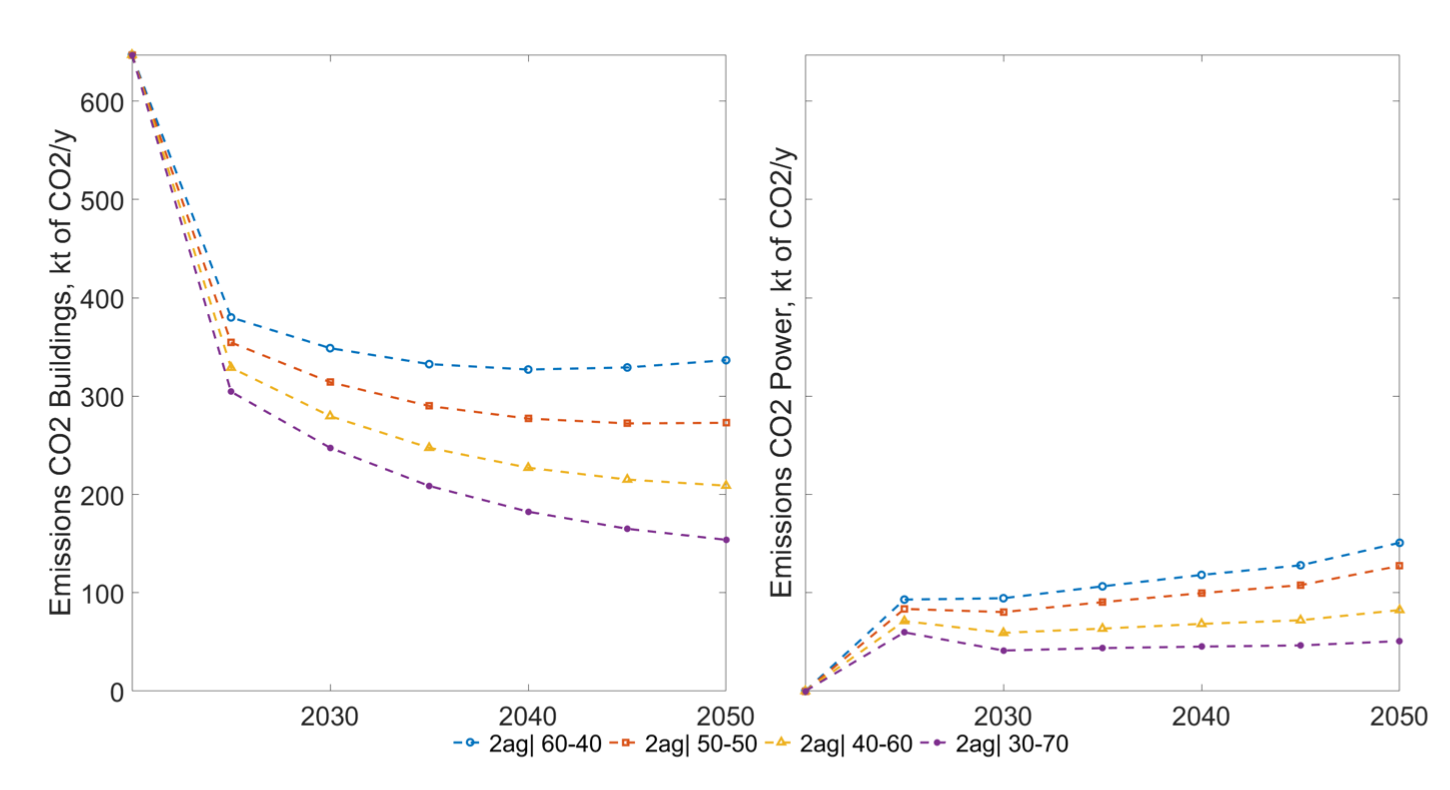 Emissions CO2 Buildings, kt of CO2/y
600
500
400
300
200
100
0
2030
2040
2050
Emissions CO2 Power, kt of CO2/y
2030
2040
2050
2ag| 60-40
2ag| 50-50
2ag| 40-60
2ag| 30-70